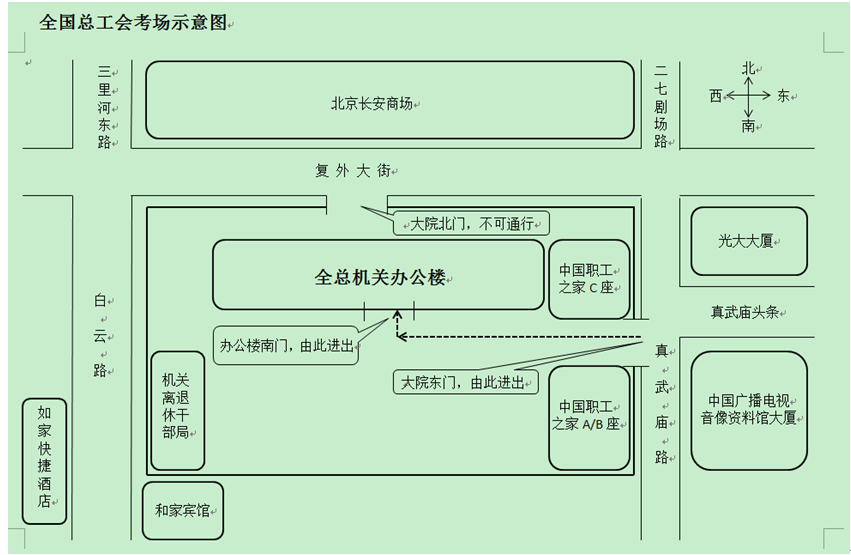 全国总工会考场示意图
三里河东路
北京长安商场
二七剧场路
北
西
东
南
复外大街
大院北门，不可通行
全总机关办公楼
中国职工
之家C座
光大大厦
真武庙头条
白云路
办公楼南门，由此进出
大院东门，由此进出
真武庙路
机关
离退
休干
部局
中国职工
之家A/B座
中国广播电视
音像资料馆大厦
如家快捷酒店
和家宾馆